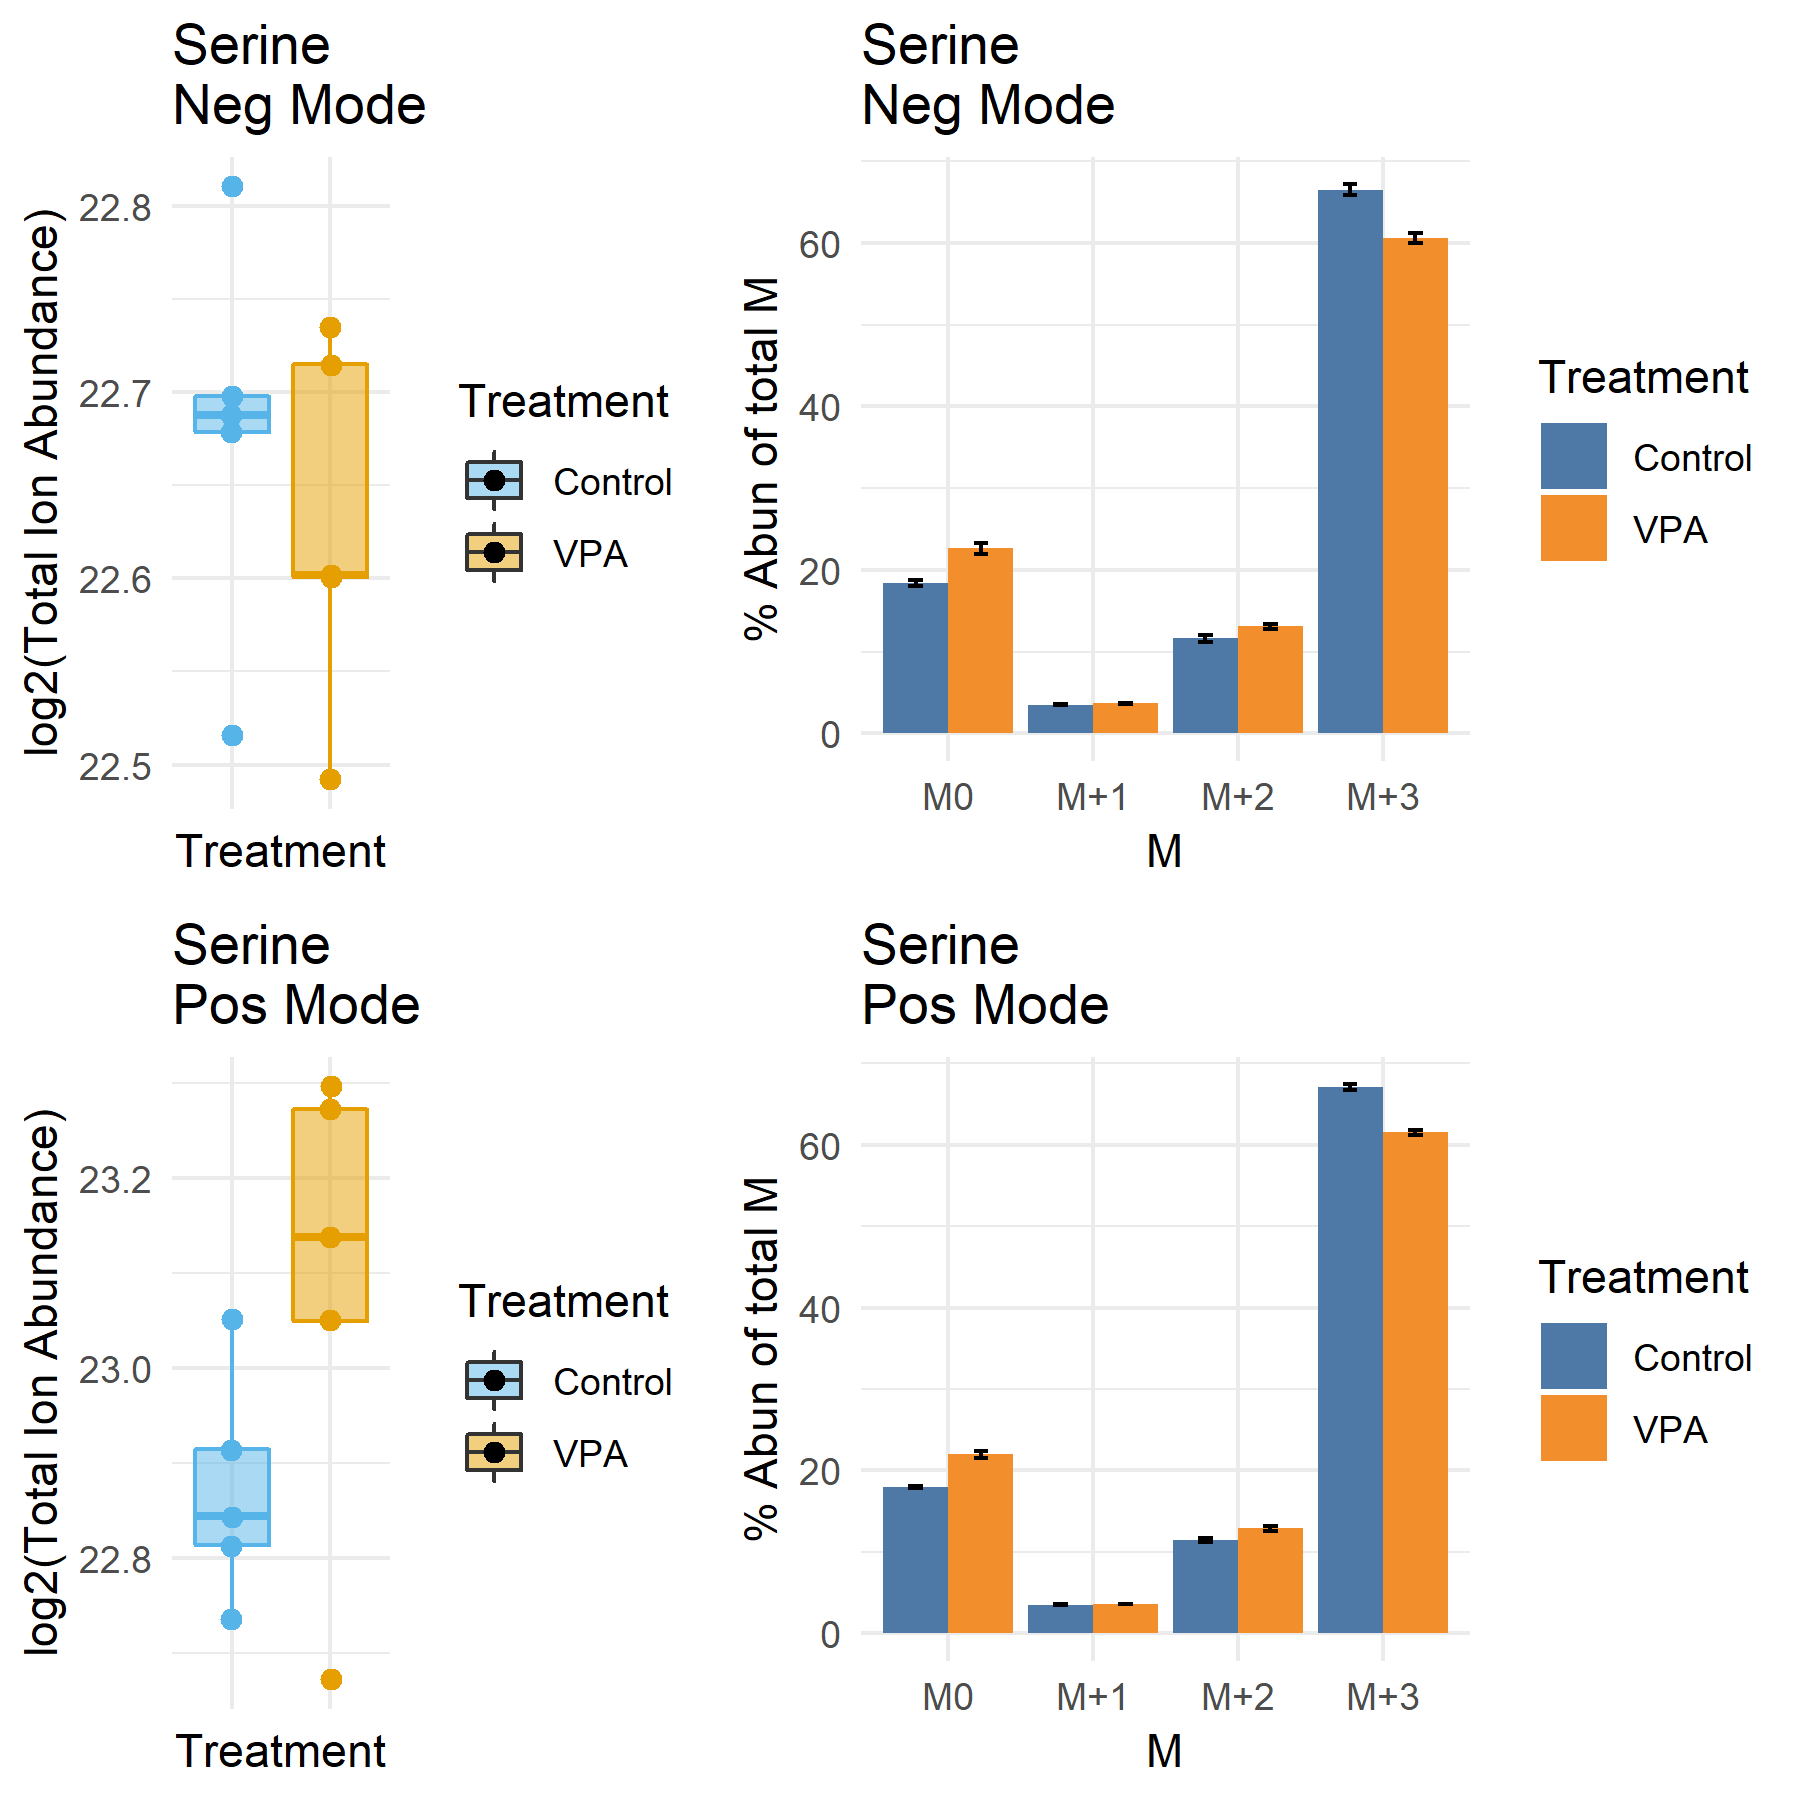 Serine
Neg Mode
log2(Total Ion Abundance)
22.8
22.7
22.6
22.5
Treatment
Treatment
Control
VPA
Serine
Neg Mode
% Abun of total M
60
40
20
0
M0 M+1 M+2 M+3
M
Treatment
Control
VPA
Serine
Pos Mode
log2(Total Ion Abundance)
23.2
23.0
22.8
Treatment
Treatment
Control
VPA
Serine
Pos Mode
% Abun of total M
60
40
20
0
M0 M+1 M+2 M+3
M
Treatment
Control
VPA